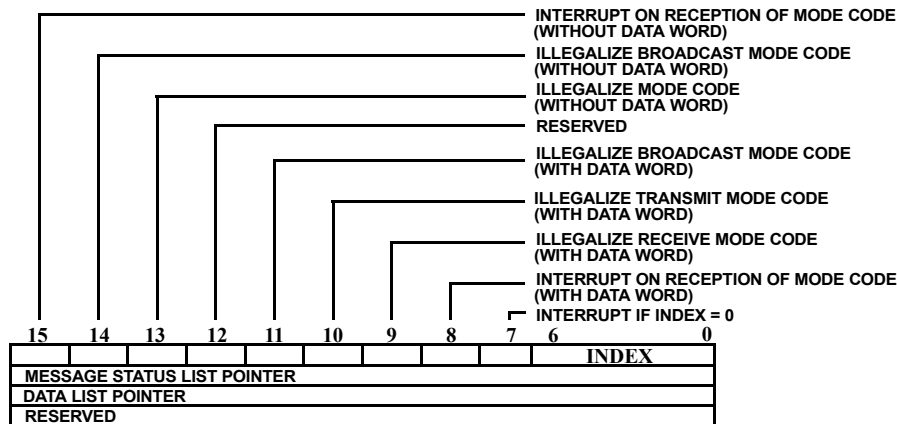 INTERRUPT ON RECEPTION OF MODE CODE
(WITHOUT DATA WORD)
ILLEGALIZE BROADCAST MODE CODE
(WITHOUT DATA WORD)
ILLEGALIZE MODE CODE
(WITHOUT DATA WORD)
RESERVED
ILLEGALIZE BROADCAST MODE CODE
(WITH DATA WORD)
ILLEGALIZE TRANSMIT MODE CODE
(WITH DATA WORD)
ILLEGALIZE RECEIVE MODE CODE
(WITH DATA WORD)
INTERRUPT ON RECEPTION OF MODE CODE
(WITH DATA WORD)
INTERRUPT IF INDEX = 0
15 14 13 12 11 10 9 8 7 6 0
INDEX
MESSAGE STATUS LIST POINTER
DATA LIST POINTER
RESERVED